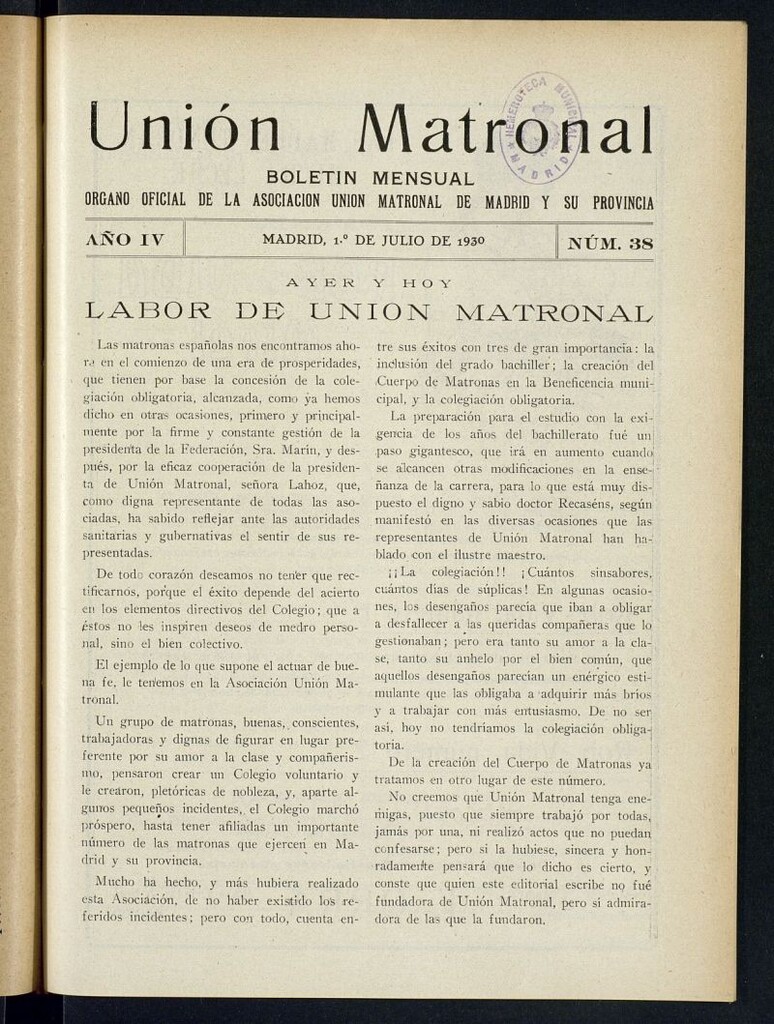 Unión Matronal
HEMEROTECA MUNICIPAL
MADRID
BOLETIN MENSUAL
ORGANO OFICIAL DE LA ASOCIACION UNION MATRONAL DE MADRID Y SU PROVINCIA
AÑO IV
MADRID, 1.º DE JULIO DE 1930
NÚM. 38
AYER Y HOY
LABOR DE UNION MATRONAL
Las matronas españolas nos encontramos aho-
ra en el comienzo de una era de prosperidades,
que tienen por base la concesión de la cole-
giación obligatoria, alcanzada, como ya hemos
dicho en otras ocasiones, primero y principal-
mente por la firme y constante gestión de la
presidenta de la Federación, Sra. Marín, y des-
pués, por la eficaz cooperación de la presiden-
ta de Unión Matronal, señora Lahoz, que,
como digna representante de todas las aso-
ciadas, ha sabido reflejar ante las autoridades
sanitarias y gubernativas el sentir de sus re-
presentadas.
De todo corazón deseamos no tener que rec-
tificarnos, porque el éxito depende del acierto
en los elementos directivos del Colegio; que a
éstos no les inspiren deseos de medro perso-
nal, sino el bien colectivo.
El ejemplo de lo que supone el actuar de bue-
na fe, le tenemos en la Asociación Unión Ma-
tronal.
Un grupo de matronas, buenas, conscientes,
trabajadoras y dignas de figurar en lugar pre-
ferente por su amor a la clase y compañeris-
mo, pensaron crear un Colegio voluntario y
le crearon, pletóricas de nobleza, y, aparte al-
gunos pequeños incidentes, el Colegio marchó
próspero, hasta tener afiliadas un importante
número de las matronas que ejercen en Ma-
drid y su provincia.
Mucho ha hecho, y más hubiera realizado
esta Asociación, de no haber existido los re-
feridos incidentes; pero con todo, cuenta en-
tre sus éxitos con tres de gran importancia: la
inclusión del grado bachiller; la creación del
Cuerpo de Matronas en la Beneficencia muni-
cipal, y la colegiación obligatoria.
La preparación para el estudio con la exi-
gencia de los años del bachillerato fué un
paso gigantesco, que irá en aumento cuando
se alcancen otras modificaciones en la ense-
ñanza de la carrera, para lo que está muy dis-
puesto el digno y sabio doctor Recaséns, según
manifestó en las diversas ocasiones que las
representantes de Unión Matronal han ha-
blado con el ilustre maestro.
¡¡La colegiación!! ¡Cuántos sinsabores,
cuántos días de súplicas! En algunas ocasio-
nes, los desengaños parecía que iban a obligar
a desfallecer a las queridas compañeras que lo
gestionaban; pero era tanto su amor a la cla-
se, tanto su anhelo por el bien común, que
aquellos desengaños parecían un enérgico esti-
mulante que las obligaba a adquirir más bríos
y a trabajar con más entusiasmo. De no ser
así, hoy no tendríamos la colegiación obliga-
toria.
De la creación del Cuerpo de Matronas ya
tratamos en otro lugar de este número.
No creemos que Unión Matronal tenga ene-
migas, puesto que siempre trabajó por todas,
jamás por una, ni realizó actos que no puedan
confesarse; pero si la hubiese, sincera y hon-
radamente pensará que lo dicho es cierto, y
conste que quien este editorial escribe no fué
fundadora de Unión Matronal, pero sí admira-
dora de las que la fundaron.